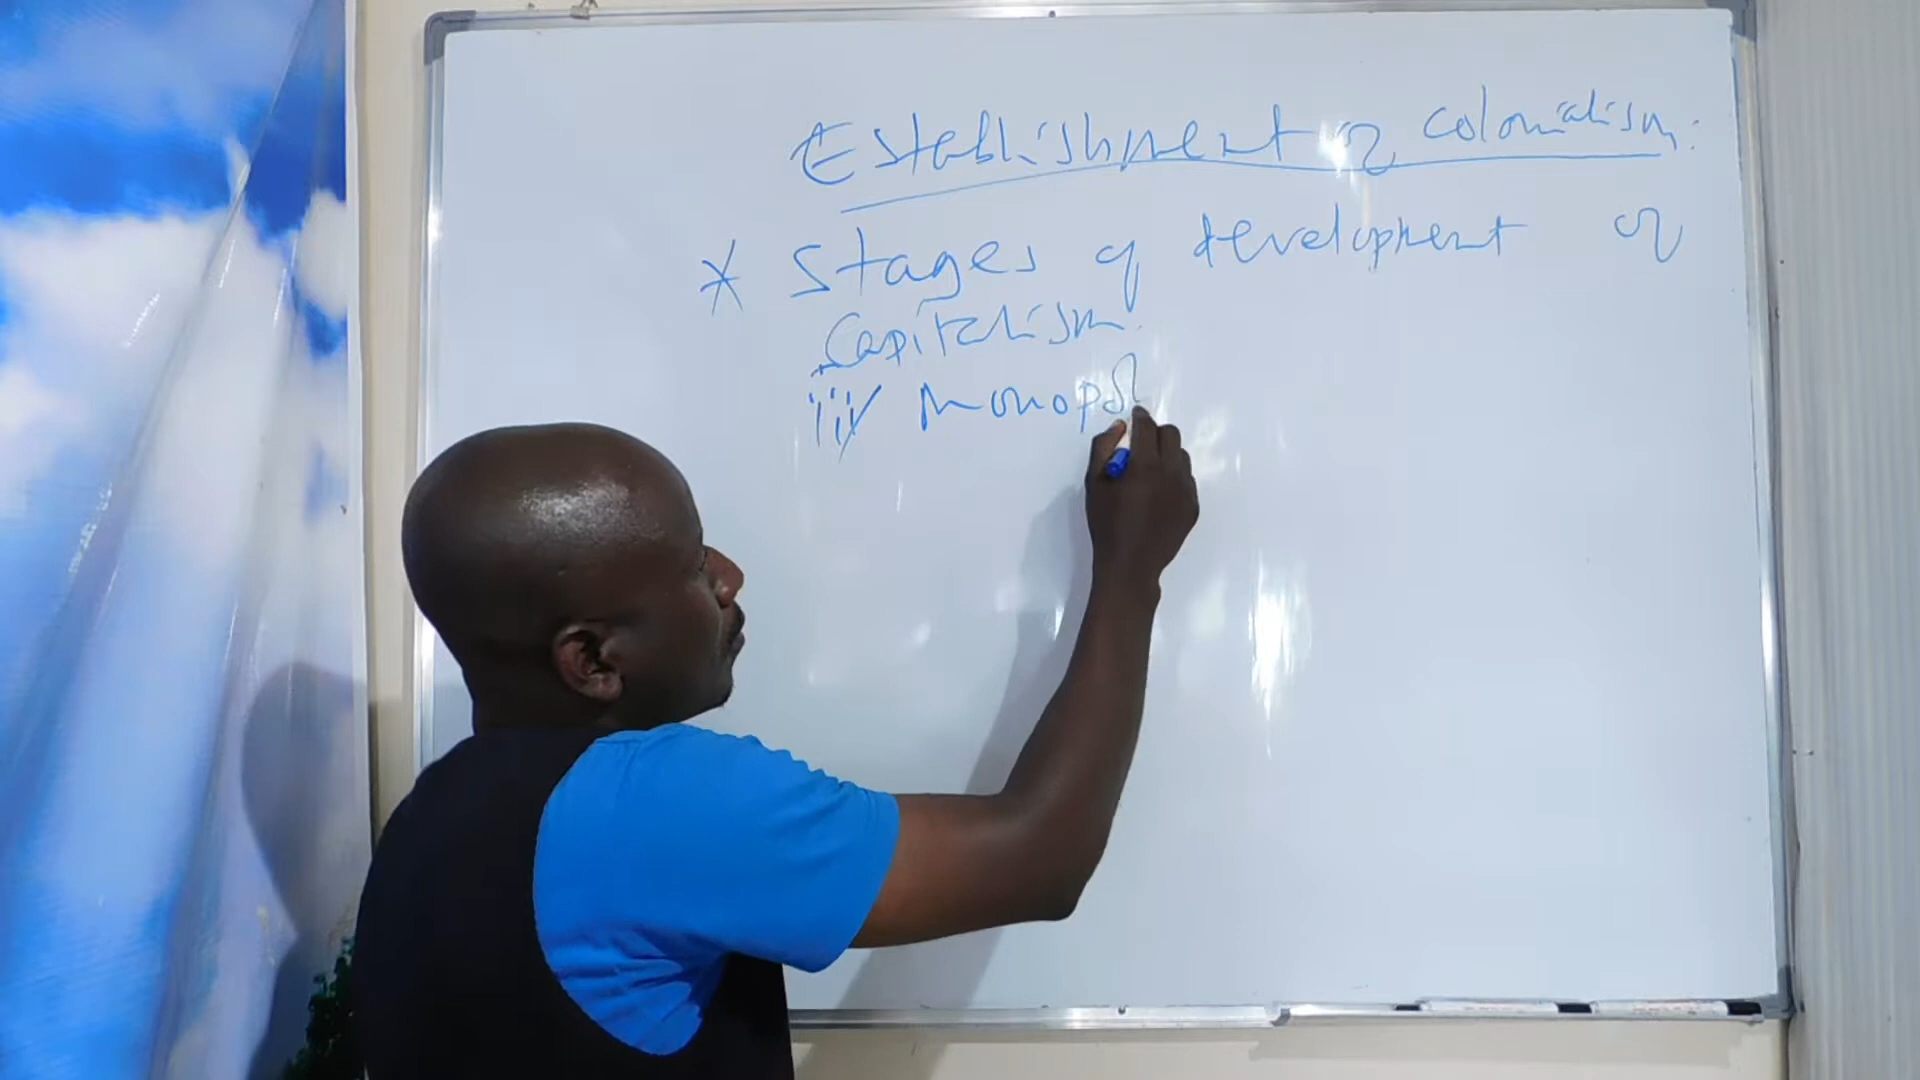 Establishment of colonialism.
* Stages of development of
Capitalism.
iii/ Monopol